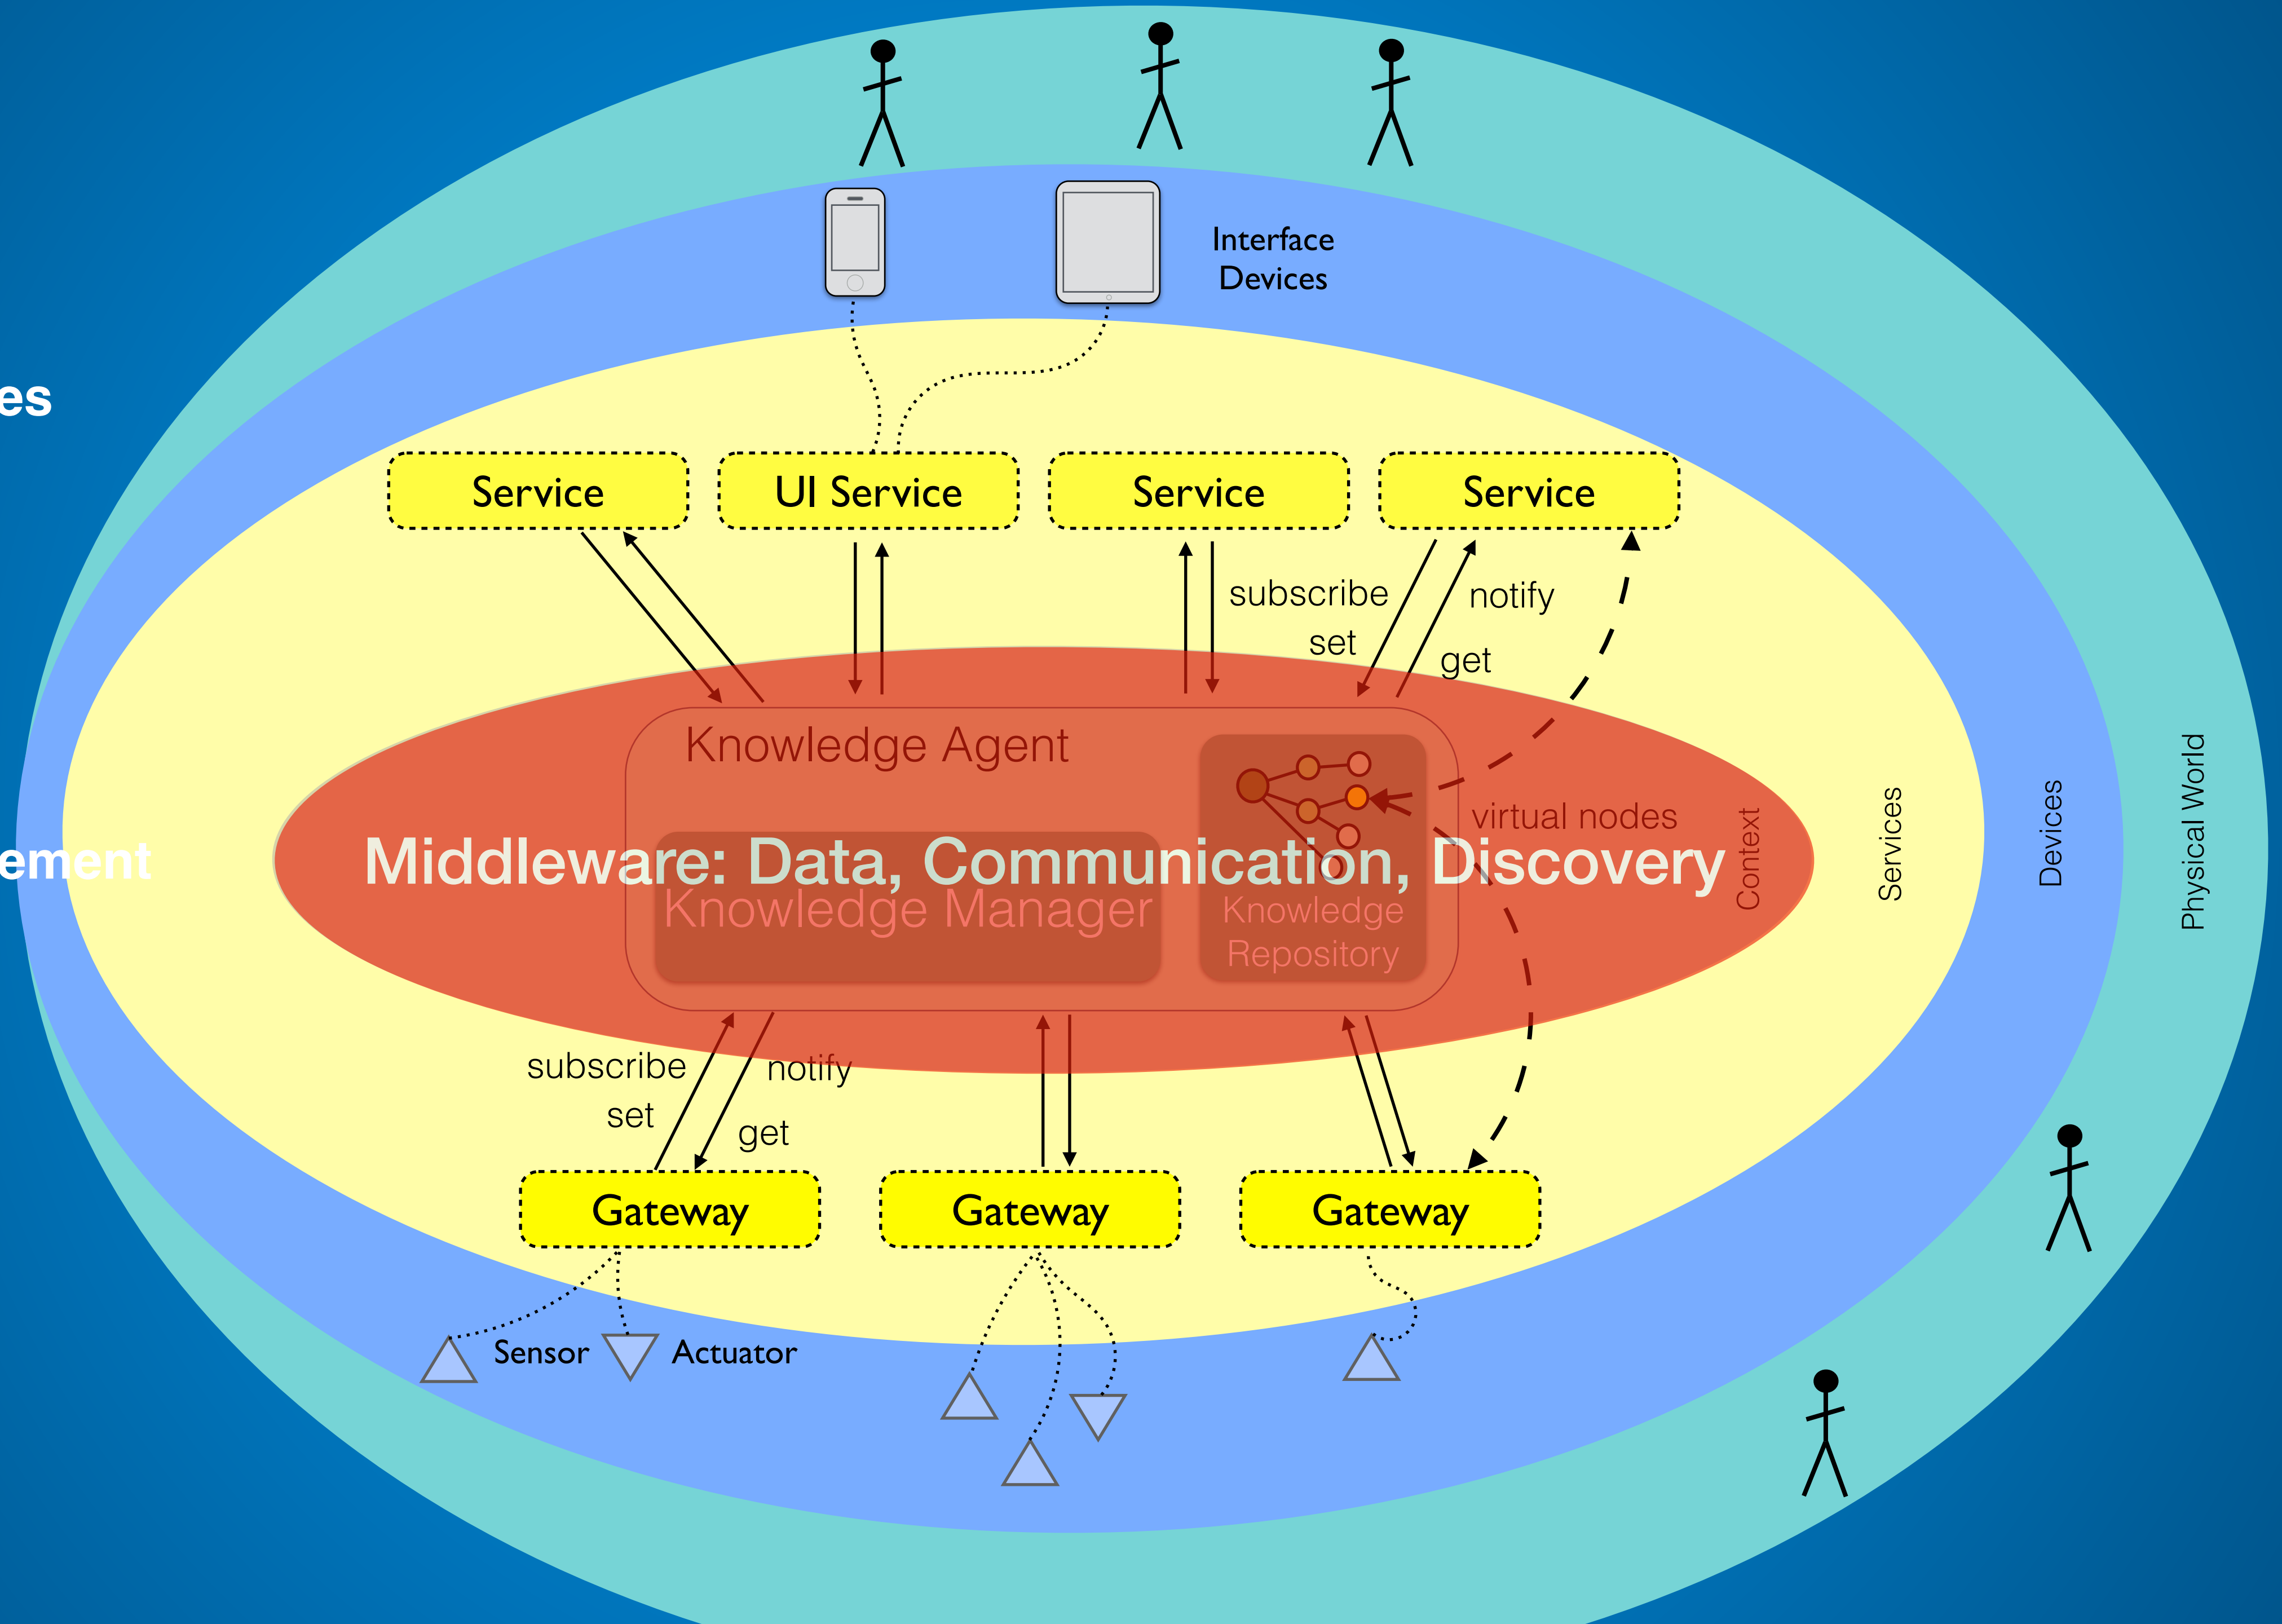 Interface
Devices
es
Service
UI Service
Service
Service
subscribe
set
notify
get
Knowledge Agent
virtual nodes
ement
Middleware: Data, Communication, Discovery
Knowledge Manager
Knowledge
Repository
Context
Services
Devices
Physical World
subscribe
set
notify
get
Gateway
Gateway
Gateway
Sensor
Actuator